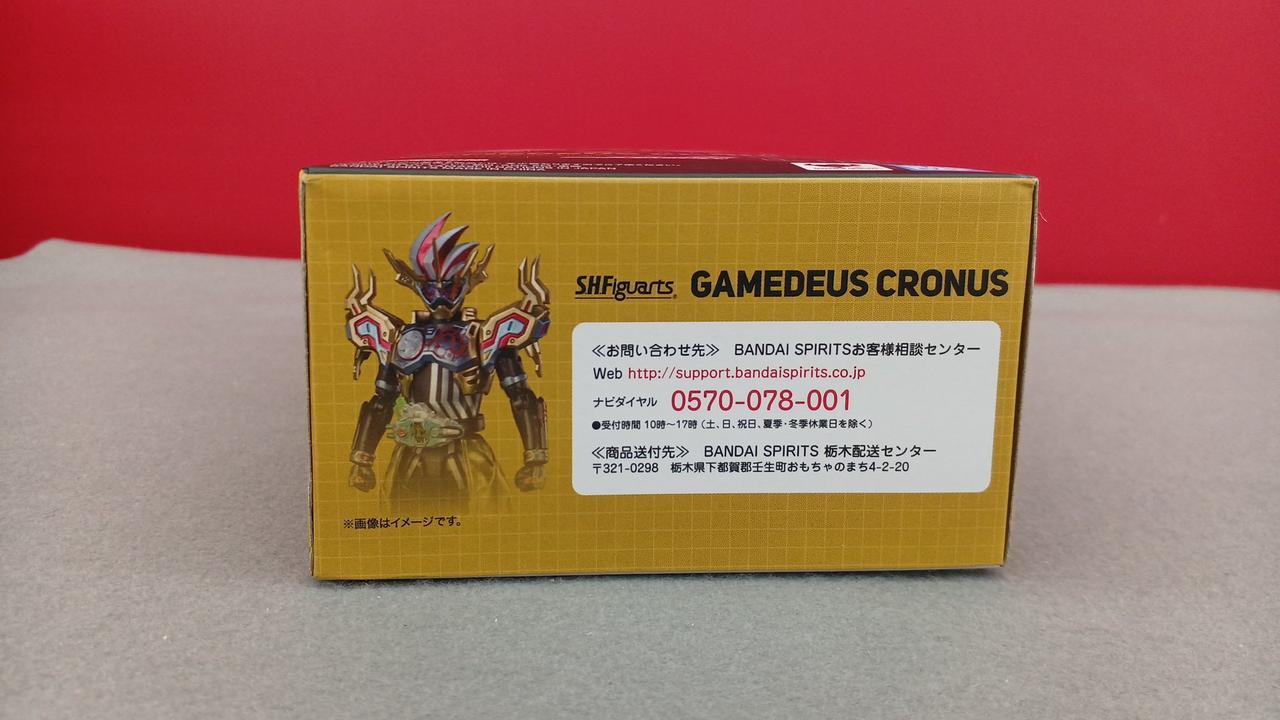 S.H.Figuarts GAMEDEUS CRONUS
≪お問い合わせ先≫ BANDAI SPIRITSお客様相談センター
Web http://support.bandaispirits.co.jp
ナビダイヤル 0570-078-001
●受付時間 10時～17時（土、日、祝日、夏季・冬季休業日を除く）
≪商品送付先≫ BANDAI SPIRITS 栃木配送センター
〒321-0298 栃木県下都賀郡壬生町おもちゃのまち4-2-20
※画像はイメージです。